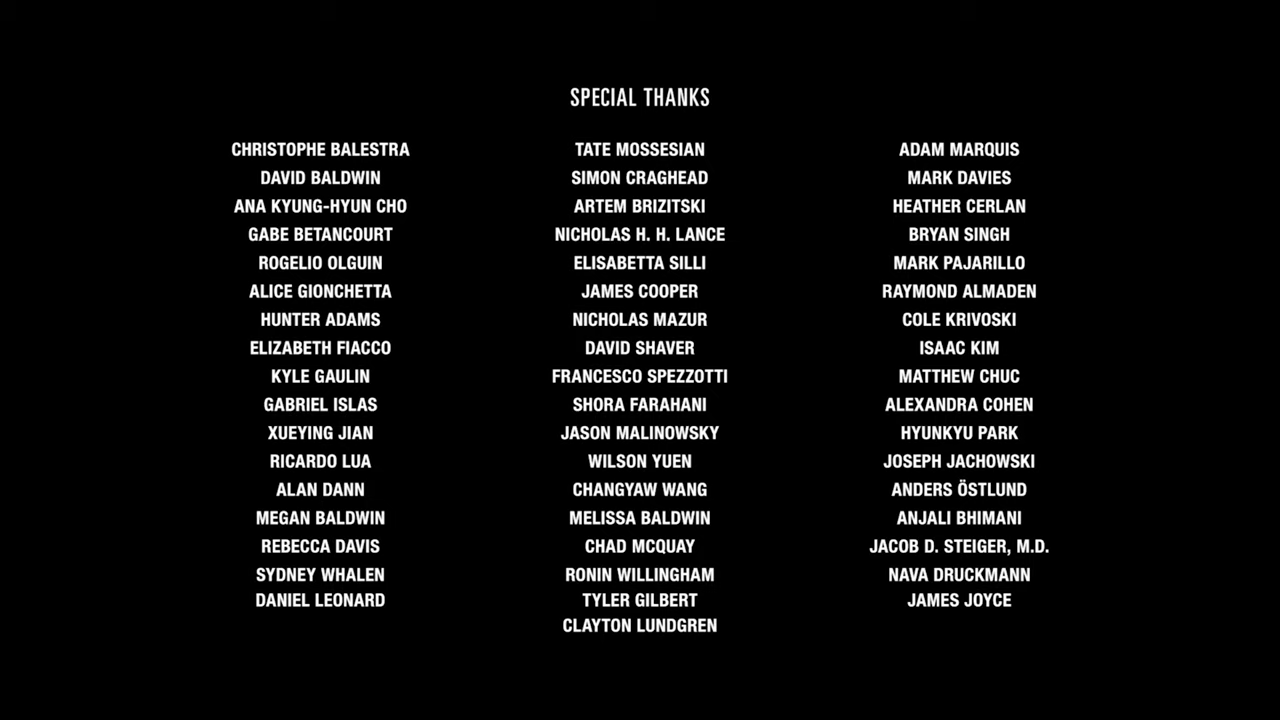 SPECIAL THANKS
CHRISTOPHE BALESTRA
DAVID BALDWIN
ANA KYUNG-HYUN CHO
GABE BETANCOURT
ROGELIO OLGUIN
ALICE GIONCHETTA
HUNTER ADAMS
ELIZABETH FIACCO
KYLE GAULIN
GABRIEL ISLAS
XUEYING JIAN
RICARDO LUA
ALAN DANN
MEGAN BALDWIN
REBECCA DAVIS
SYDNEY WHALEN
DANIEL LEONARD
TATE MOSSESIAN
SIMON CRAGHEAD
ARTEM BRIZITSKI
NICHOLAS H. H. LANCE
ELISABETTA SILLI
JAMES COOPER
NICHOLAS MAZUR
DAVID SHAVER
FRANCESCO SPEZZOTTI
SHORA FARAHANI
JASON MALINOWSKY
WILSON YUEN
CHANGYAW WANG
MELISSA BALDWIN
CHAD MCQUAY
RONIN WILLINGHAM
TYLER GILBERT
CLAYTON LUNDGREN
ADAM MARQUIS
MARK DAVIES
HEATHER CERLAN
BRYAN SINGH
MARK PAJARILLO
RAYMOND ALMADEN
COLE KRIVOSKI
ISAAC KIM
MATTHEW CHUC
ALEXANDRA COHEN
HYUNKYU PARK
JOSEPH JACHOWSKI
ANDERS ÖSTLUND
ANJALI BHIMANI
JACOB D. STEIGER, M.D.
NAVA DRUCKMANN
JAMES JOYCE